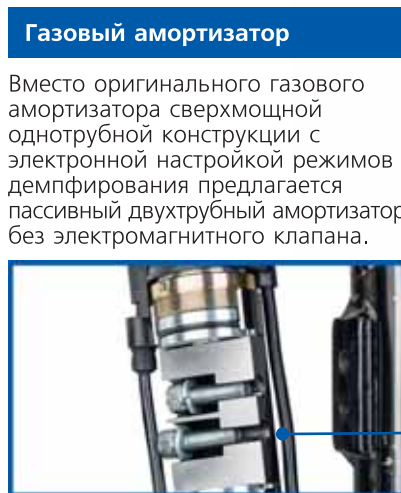 Газовый амортизатор
Вместо оригинального газового
амортизатора сверхмощной
однотрубной конструкции с
электронной настройкой режимов
демпфирования предлагается
пассивный двухтрубный амортизатор
без электромагнитного клапана.